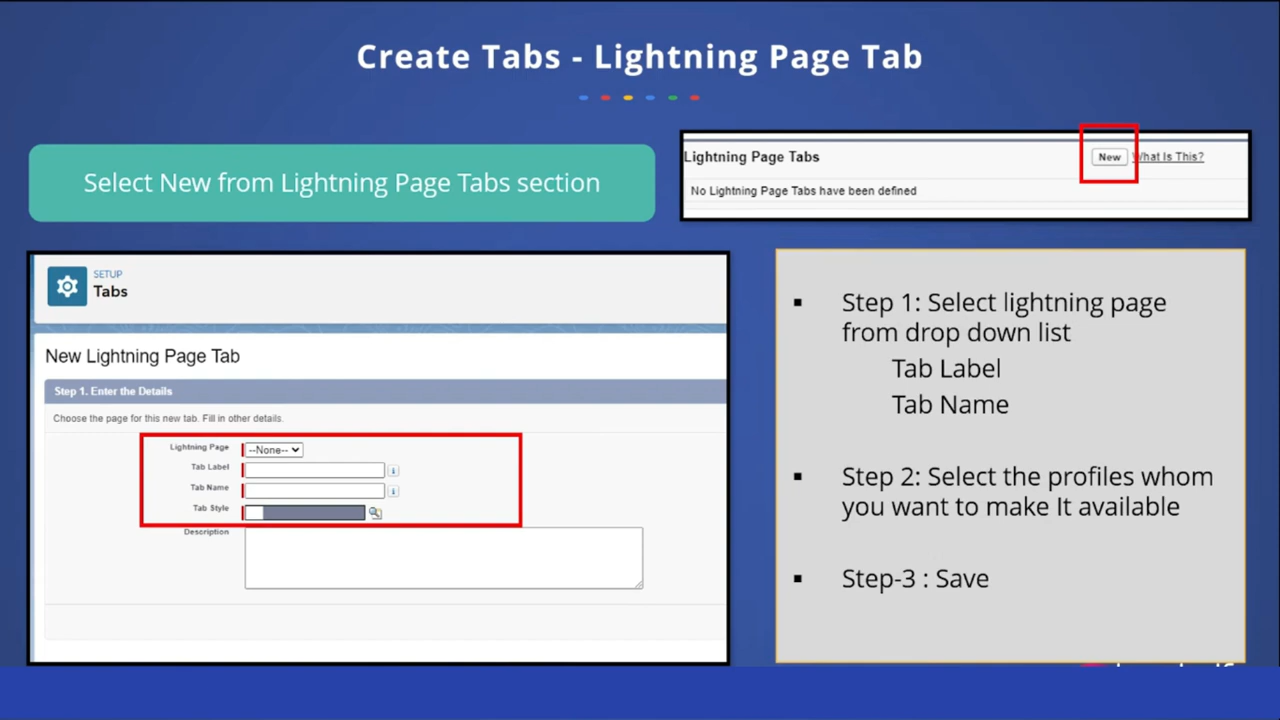 Create Tabs - Lightning Page Tab
Select New from Lightning Page Tabs section
Lightning Page Tabs
New
What Is This?
No Lightning Page Tabs have been defined
SETUP
Tabs
New Lightning Page Tab
Step 1. Enter the Details
Choose the page for this new tab. Fill in other details.
Lightning Page
--None--
Tab Label
Tab Name
Tab Style
Description
Step 1: Select lightning page
from drop down list
Tab Label
Tab Name
Step 2: Select the profiles whom
you want to make It available
Step-3 : Save